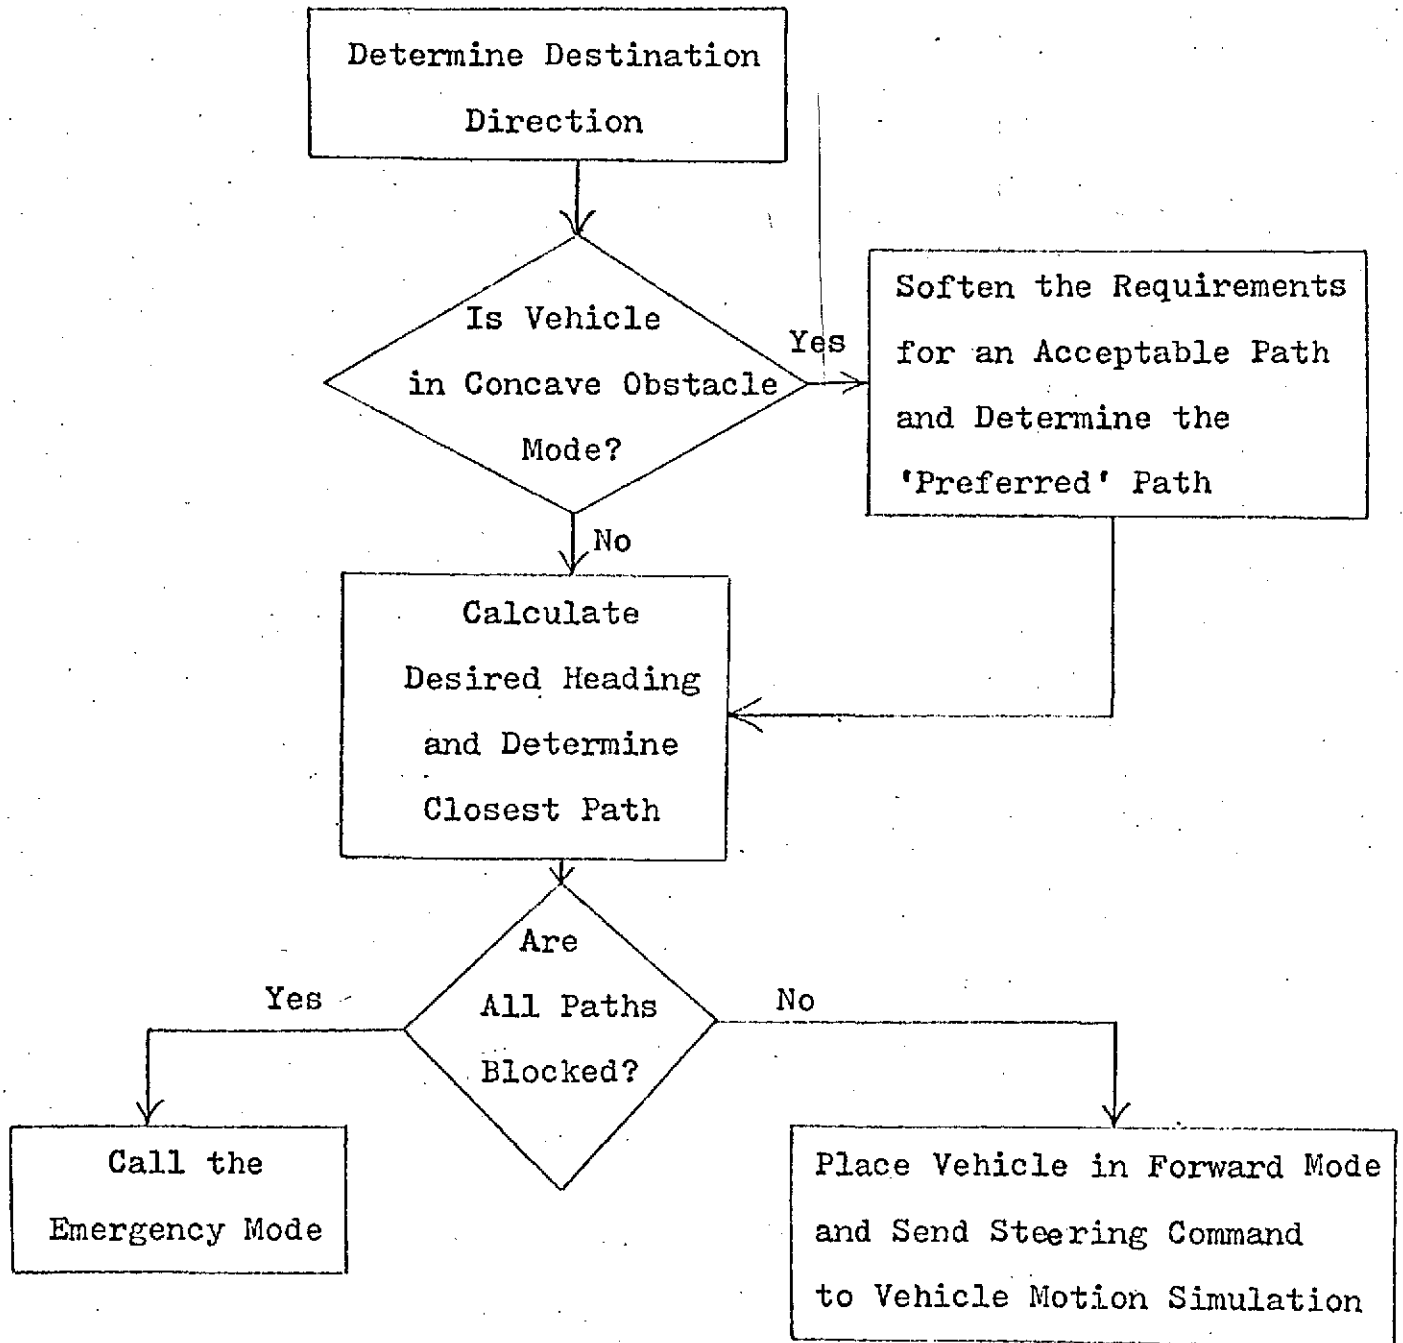 Determine Destination
Direction
Is Vehicle
in Concave Obstacle
Mode?
Yes
Soften the Requirements
for an Acceptable Path
and Determine the
'Preferred' Path
No
Calculate
Desired Heading
and Determine
Closest Path
Are
All Paths
Blocked?
Yes
No
Call the
Emergency Mode
Place Vehicle in Forward Mode
and Send Steering Command
to Vehicle Motion Simulation